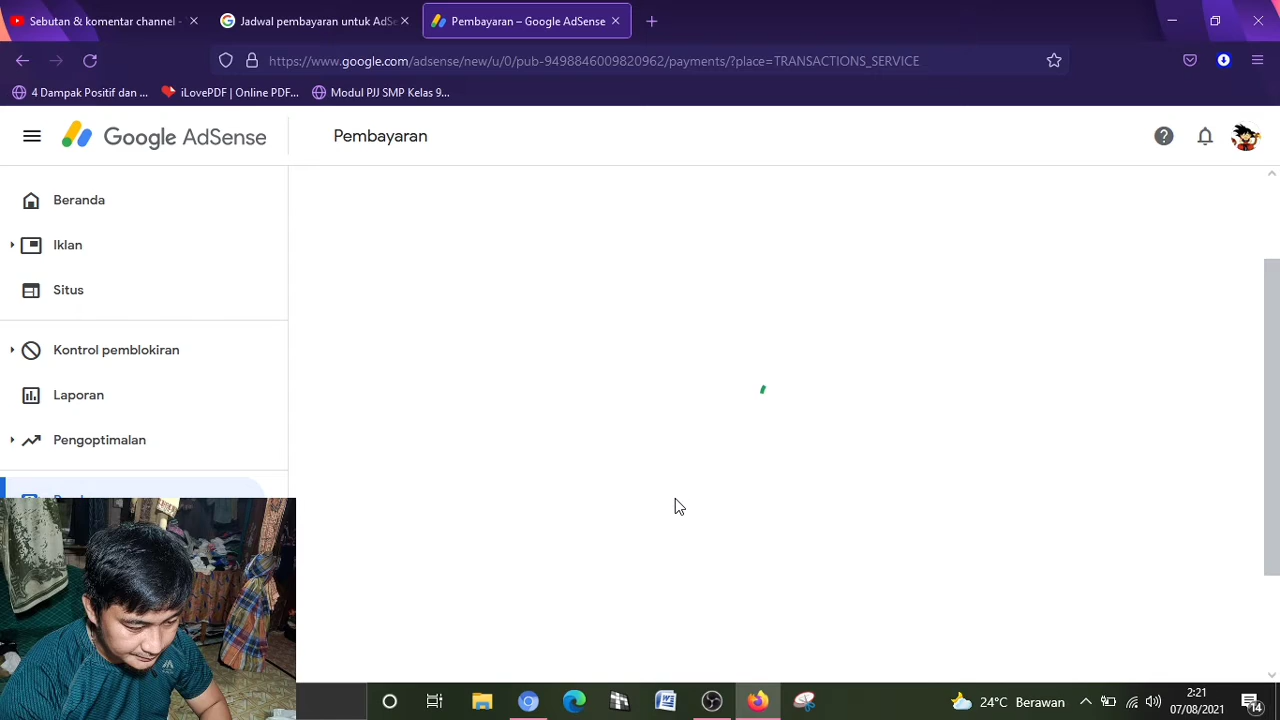 Sebutan & komentar channel -
Jadwal pembayaran untuk AdSe
Pembayaran – Google AdSense
https://www.google.com/adsense/new/u/0/pub-9498846009820962/payments/?place=TRANSACTIONS_SERVICE
4 Dampak Positif dan ...
iLovePDF | Online PDF...
Modul PJJ SMP Kelas 9...
Google AdSense
Pembayaran
Beranda
Iklan
Situs
Kontrol pemblokiran
Laporan
Pengoptimalan
24°C Berawan
2:21
07/08/2021
14